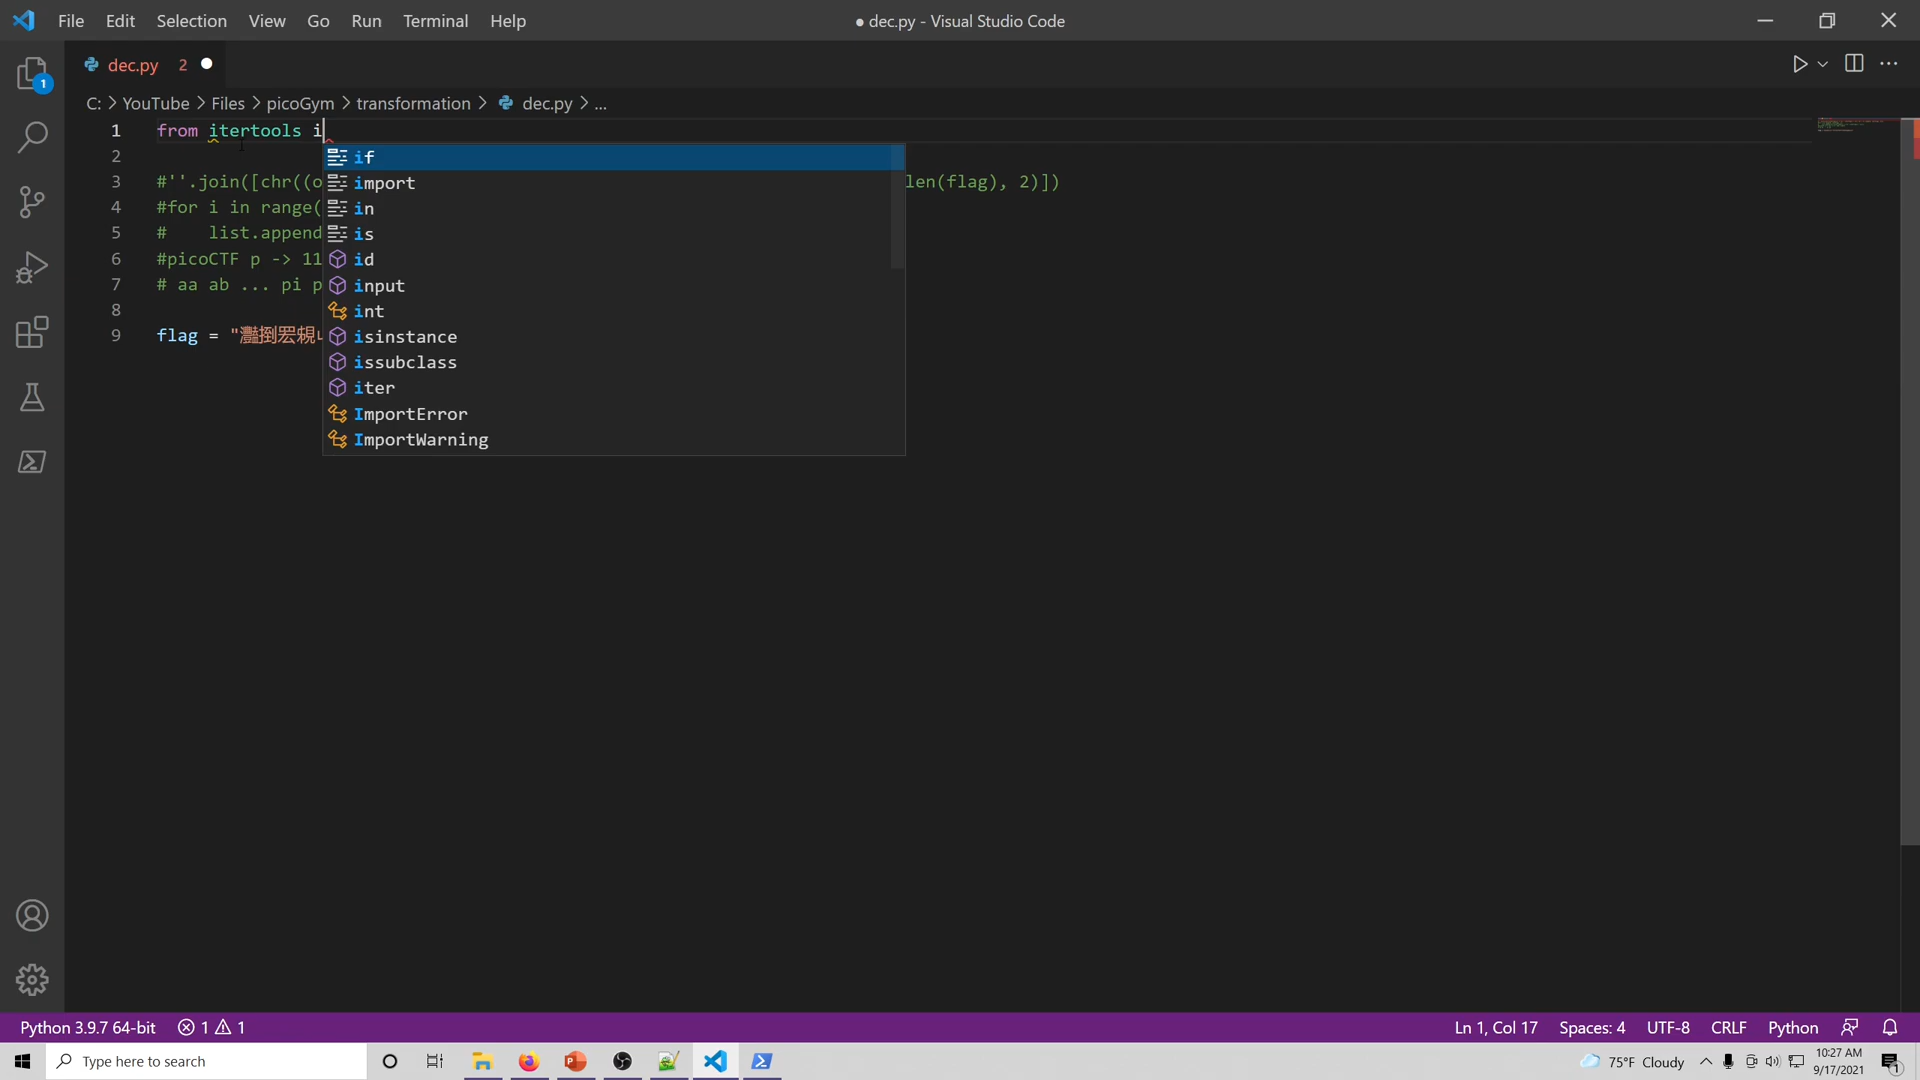 File Edit Selection View Go Run Terminal Help
● dec.py - Visual Studio Code
dec.py 2
C: > YouTube > Files > picoGym > transformation > dec.py > ...
1 from itertools i
2
3 #''.join([chr((o len(flag), 2)])
4 #for i in range(
5 # list.append
6 #picoCTF p -> 11
7 # aa ab ... pi p
8
9 flag = "灩捯
if
import
in
is
id
input
int
isinstance
issubclass
iter
ImportError
ImportWarning
1
Python 3.9.7 64-bit 1 1
Ln 1, Col 17 Spaces: 4 UTF-8 CRLF Python
Type here to search
75°F Cloudy
10:27 AM
9/17/2021
1